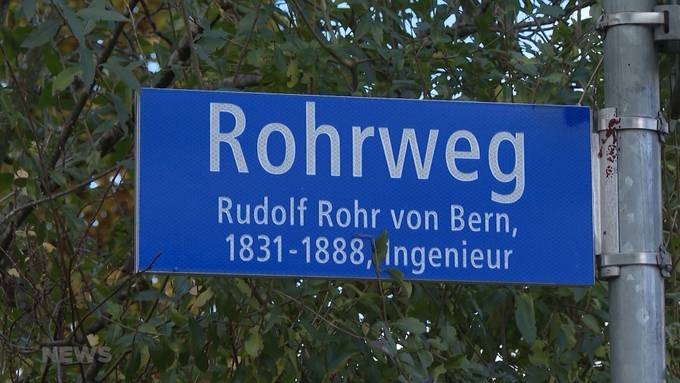 Rohrweg
Rudolf Rohr von Bern,
1831-1888, Ingenieur
NEWS